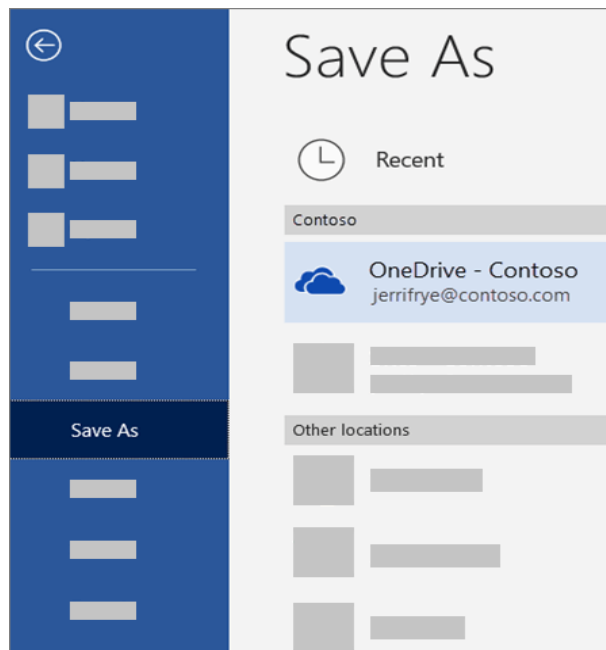 Save As
Recent
Contoso
OneDrive - Contoso
jerrifrye@contoso.com
Save As
Other locations